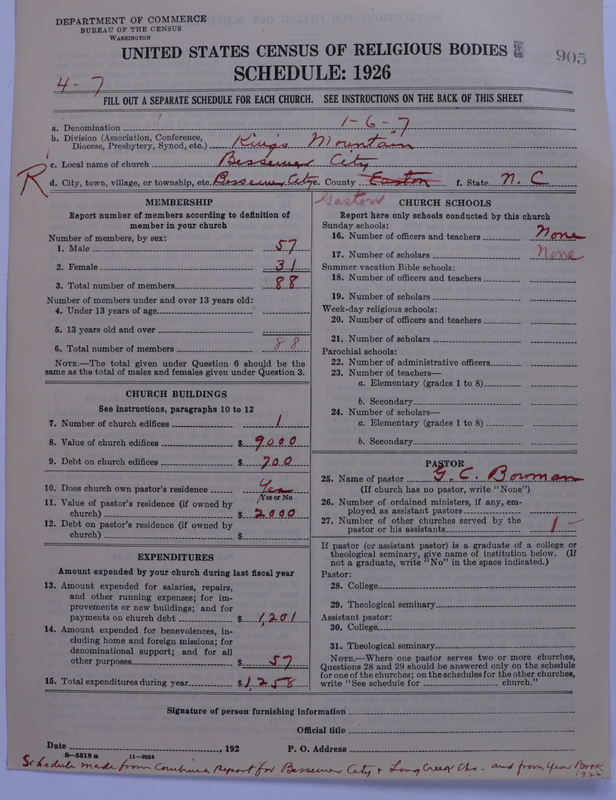 DEPARTMENT OF COMMERCE
BUREAU OF THE CENSUS
WASHINGTON
UNITED STATES CENSUS OF RELIGIOUS BODIES
905
SCHEDULE: 1926
4-7
FILL OUT A SEPARATE SCHEDULE FOR EACH CHURCH. SEE INSTRUCTIONS ON THE BACK OF THIS SHEET
a. Denomination 1-6-7
b. Division (Association, Conference, Diocese, Presbytery, Synod, etc.) Kings Mountain
c. Local name of church Bessemer City
R
d. City, town, village, or township, etc. Bessemer City e. County Easton f. State N. C
Gaston
MEMBERSHIP
Report number of members according to definition of member in your church
Number of members, by sex:
1. Male 57
2. Female 31
3. Total number of members 88
Number of members under and over 13 years old:
4. Under 13 years of age
5. 13 years old and over
6. Total number of members 88
NOTE.—The total given under Question 6 should be the same as the total of males and females given under Question 3.
CHURCH BUILDINGS
See instructions, paragraphs 10 to 12
7. Number of church edifices 1
8. Value of church edifices $ 9000
9. Debt on church edifices $ 700
10. Does church own pastor's residence Yes
Yes or No
11. Value of pastor's residence (if owned by church) $ 2000
12. Debt on pastor's residence (if owned by church) $
EXPENDITURES
Amount expended by your church during last fiscal year
13. Amount expended for salaries, repairs, and other running expenses; for improvements or new buildings; and for payments on church debt $ 1,201
14. Amount expended for benevolences, including home and foreign missions; for denominational support; and for all other purposes $ 57
15. Total expenditures during year $ 1,258
CHURCH SCHOOLS
Report here only schools conducted by this church
Sunday schools:
16. Number of officers and teachers None
17. Number of scholars None
Summer vacation Bible schools:
18. Number of officers and teachers
19. Number of scholars
Week-day religious schools:
20. Number of officers and teachers
21. Number of scholars
Parochial schools:
22. Number of administrative officers
23. Number of teachers—
a. Elementary (grades 1 to 8)
b. Secondary
24. Number of scholars—
a. Elementary (grades 1 to 8)
b. Secondary
PASTOR
25. Name of pastor G. C. Bowman
(If church has no pastor, write "None")
26. Number of ordained ministers, if any, employed as assistant pastors
27. Number of other churches served by the pastor or his assistants 1
If pastor (or assistant pastor) is a graduate of a college or theological seminary, give name of institution below. (If not a graduate, write "No" in the space indicated.)
Pastor:
28. College
29. Theological seminary
Assistant pastor:
30. College
31. Theological seminary
NOTE.—Where one pastor serves two or more churches, Questions 28 and 29 should be answered only on the schedule for one of the churches; on the schedules for the other churches, write "See schedule for church."
Signature of person furnishing information
Official title
Date , 192 P. O. Address
8-5518 a 11-9054
Schedule made from Combined Report for Bessemer City & Long Creek Chs. and from Year Book 1926